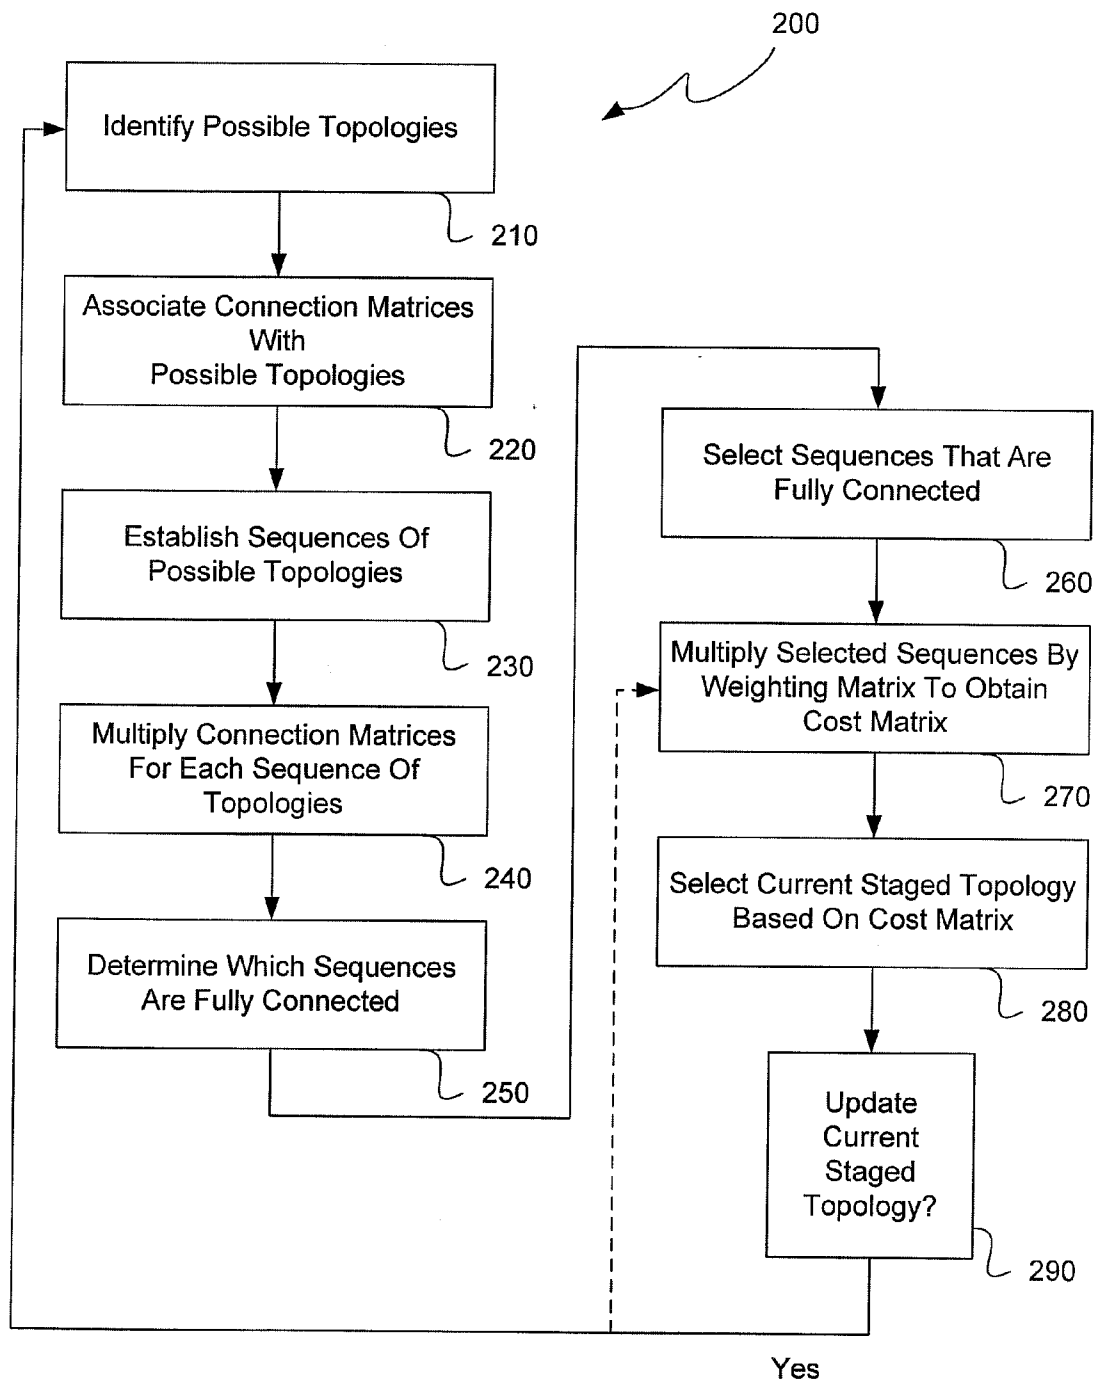 200
Identify Possible Topologies
210
Associate Connection Matrices
With
Possible Topologies
220
Establish Sequences Of
Possible Topologies
230
Multiply Connection Matrices
For Each Sequence Of
Topologies
240
Determine Which Sequences
Are Fully Connected
250
Select Sequences That Are
Fully Connected
260
Multiply Selected Sequences By
Weighting Matrix To Obtain
Cost Matrix
270
Select Current Staged Topology
Based On Cost Matrix
280
Update
Current
Staged
Topology?
290
Yes